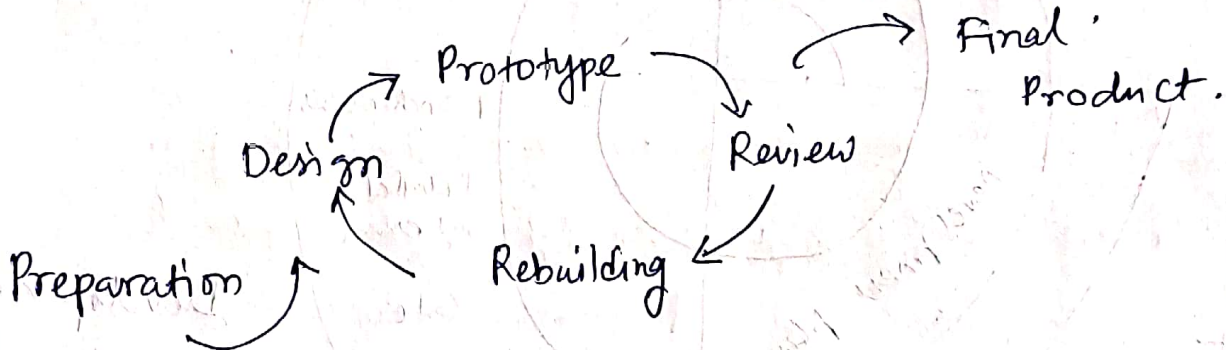 Final
Product.
Prototype
Review
Design
Rebuilding
Preparation